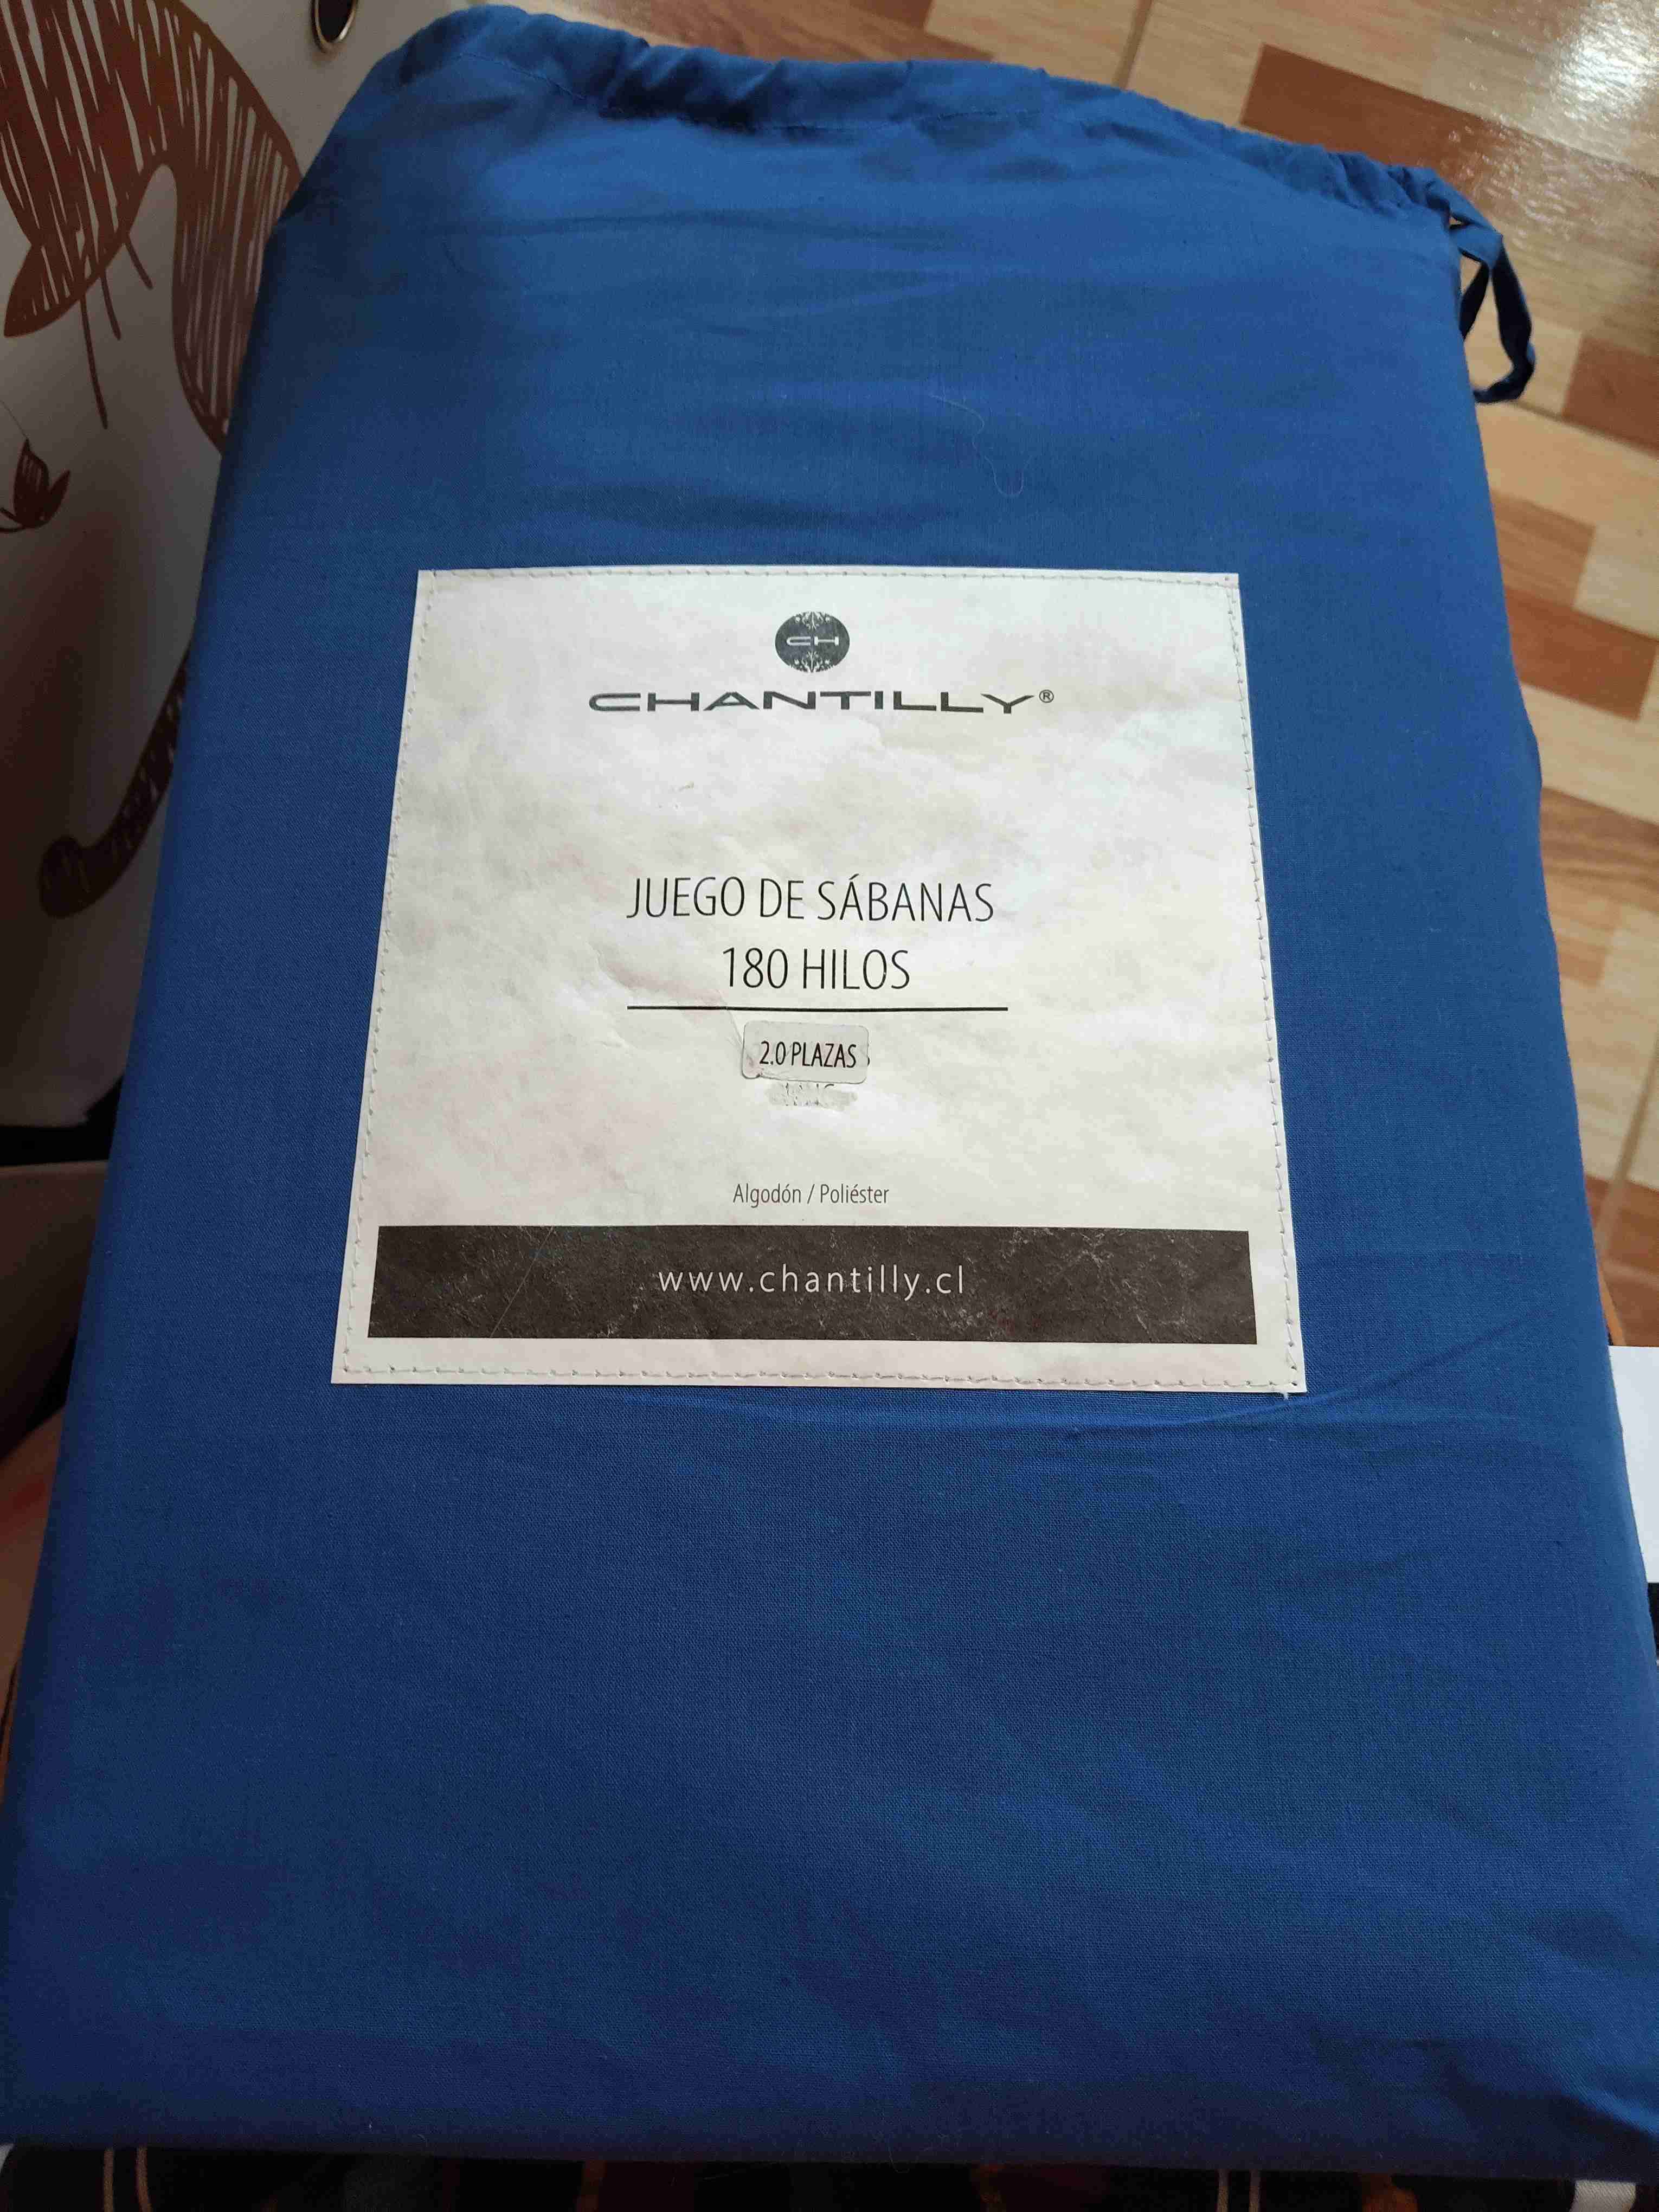 CH
CHANTILLY®
JUEGO DE SÁBANAS
180 HILOS
2.0 PLAZAS
Algodón / Poliéster
www.chantilly.cl